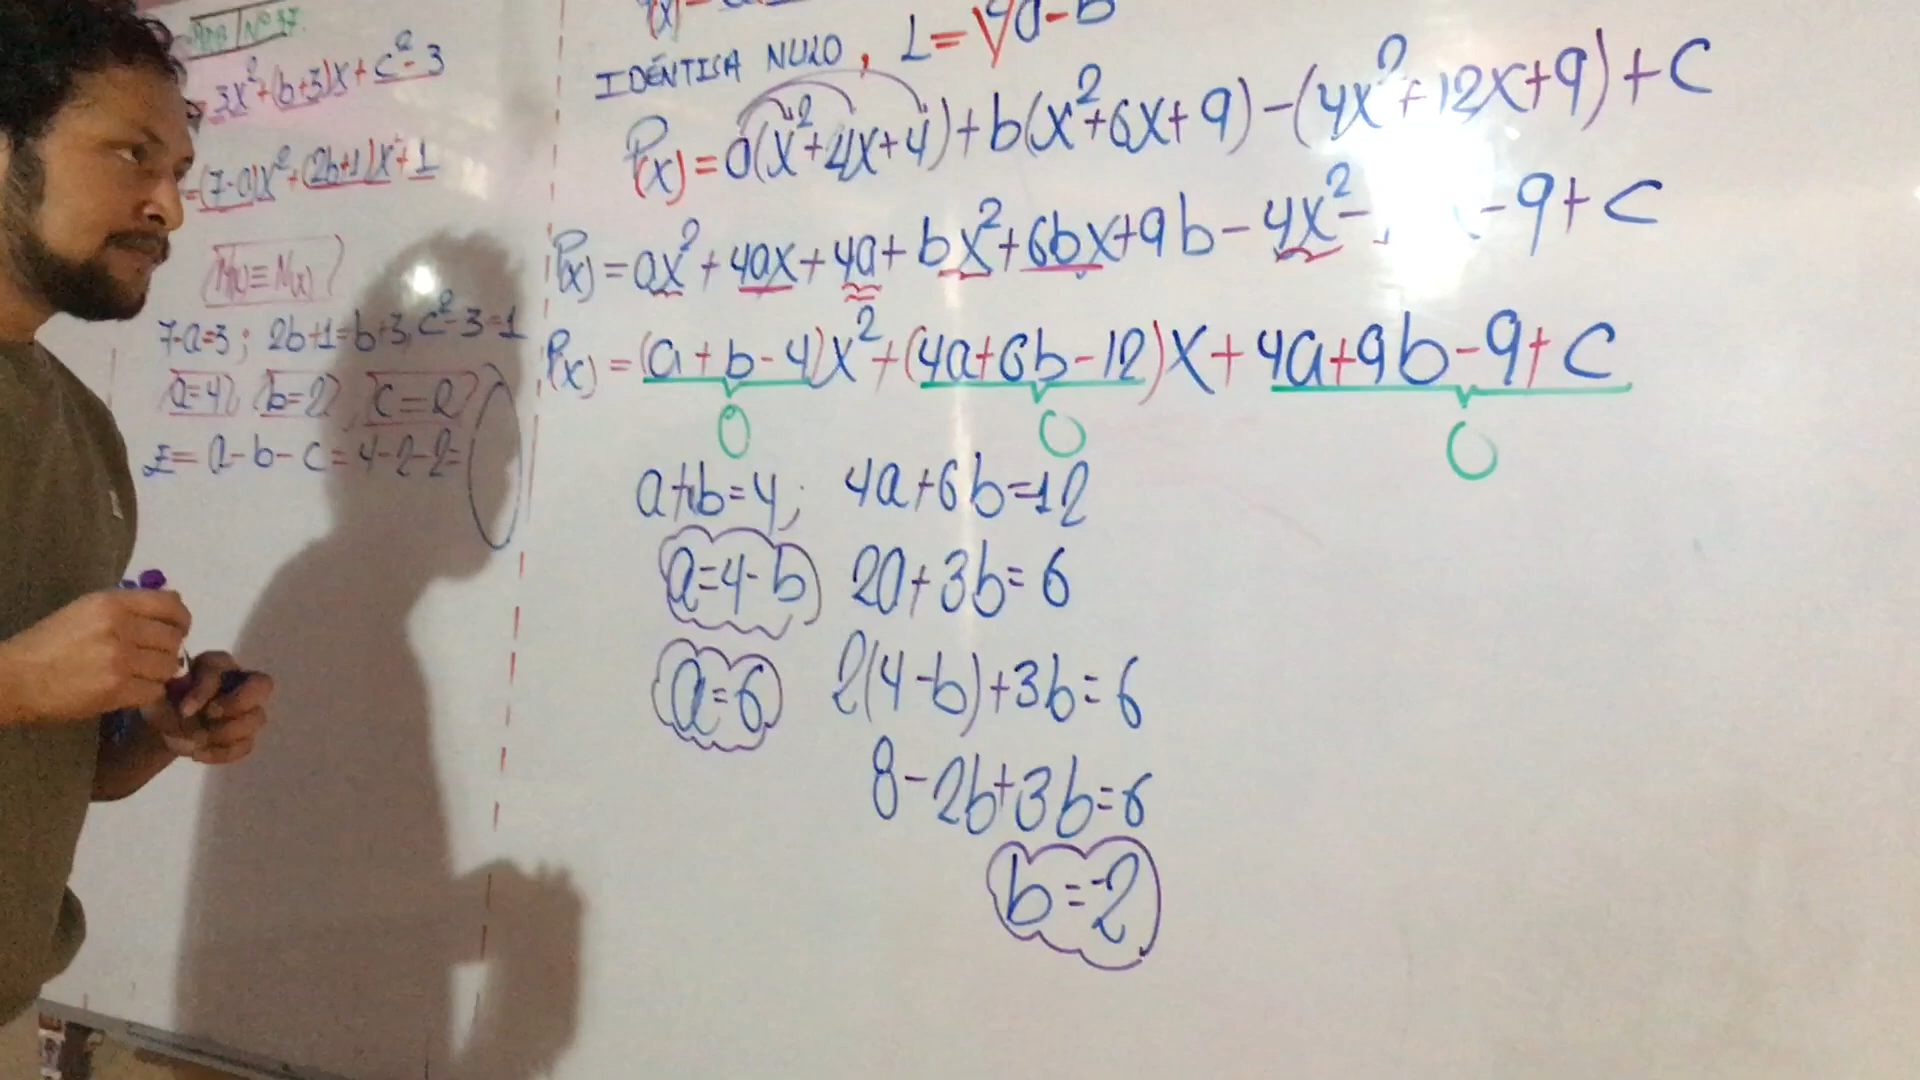 Nº 37
= 3x² + (b+3)x + c² - 3
= (7-a)x² + (2b+1)x + 1
M(x) ≡ N(x)
7-a=3 ; 2b+1=b+3, c²-3=1
a=4 b=2, c=2
E = a-b-c = 4-2-2=
IDÉNTICA NULO, L=√a-b
P(x) = a(x²+4x+4)+b(x²+6x+9)-(4x²+12x+9)+c
P(x) = ax²+4ax+4a+bx²+6bx+9b-4x²- -9+c
P(x) = (a+b-4)x²+(4a+6b-12)x+4a+9b-9+c
0 0 0
a+b=4; 4a+6b=12
a=4-b 2a+3b=6
a=6 2(4-b)+3b=6
8-2b+3b=6
b=-2